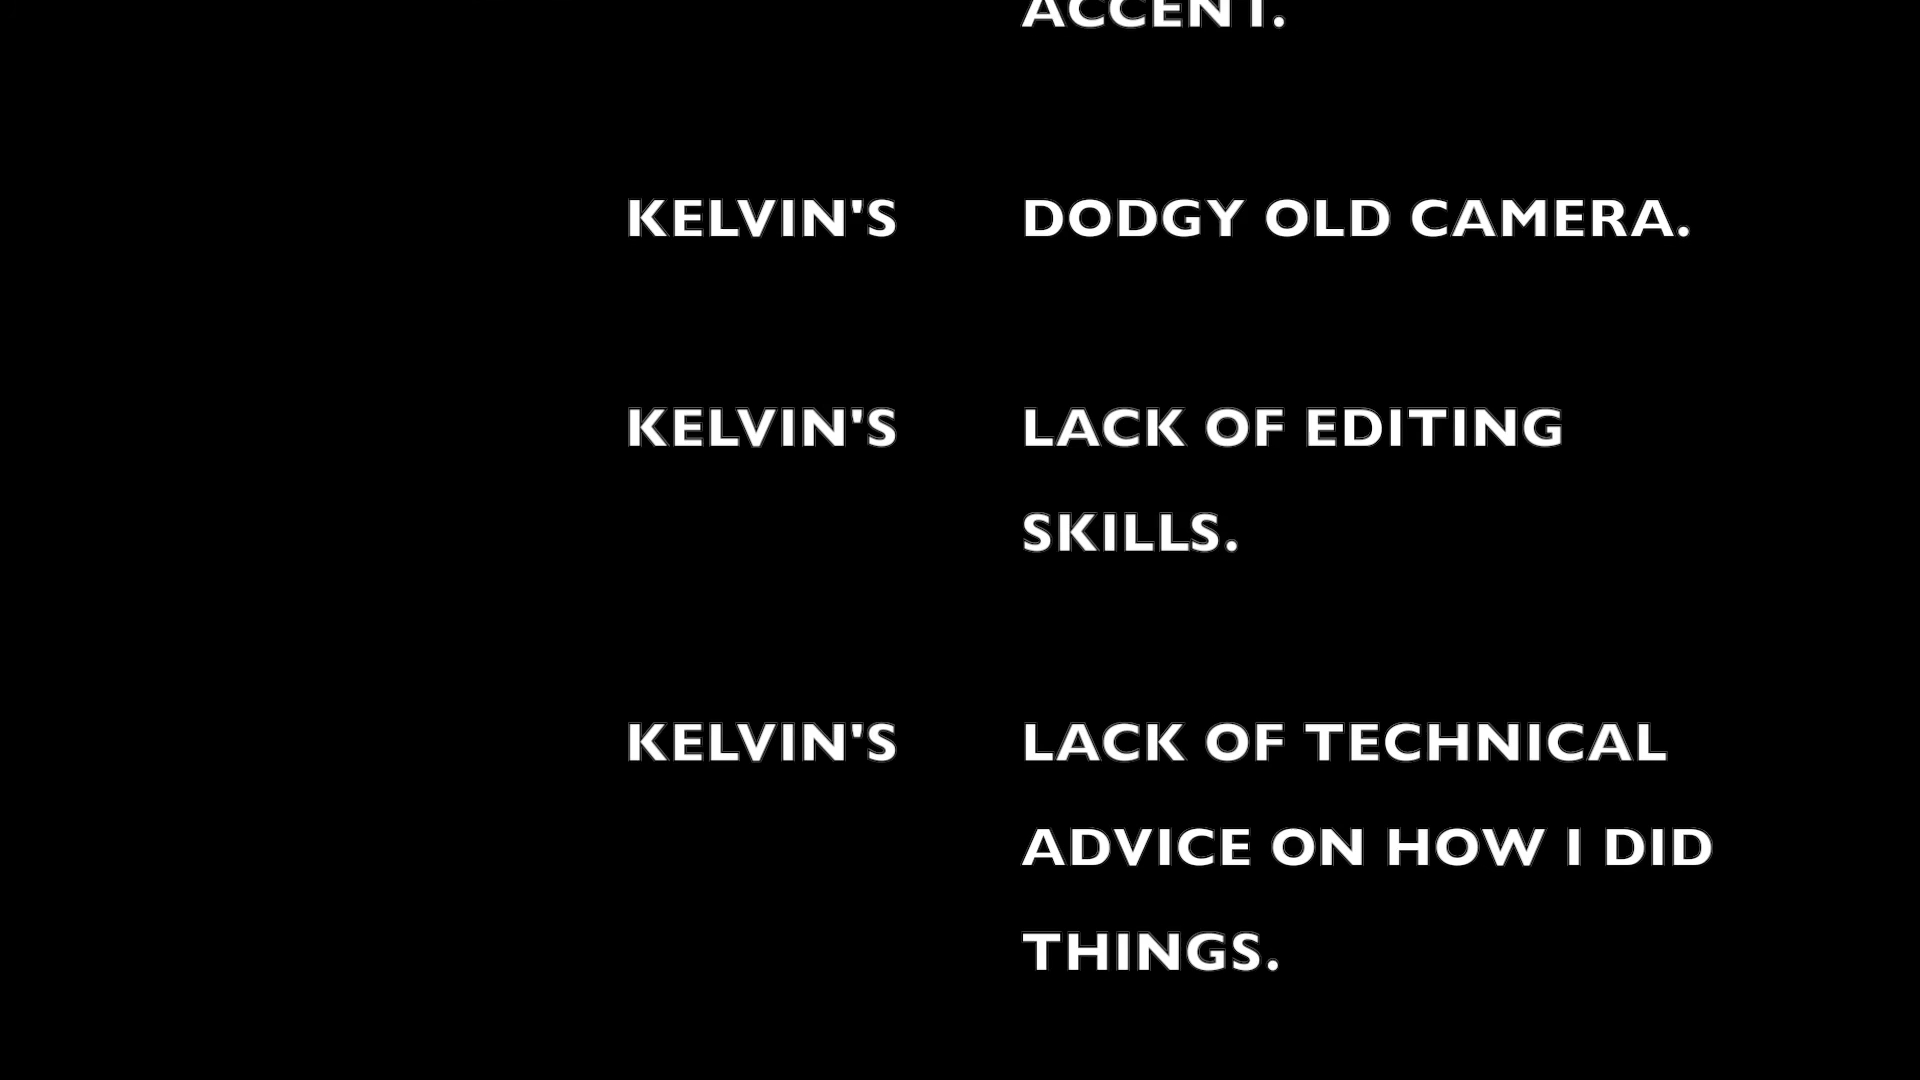 ACCENT.
KELVIN'S DODGY OLD CAMERA.
KELVIN'S LACK OF EDITING
SKILLS.
KELVIN'S LACK OF TECHNICAL
ADVICE ON HOW I DID
THINGS.